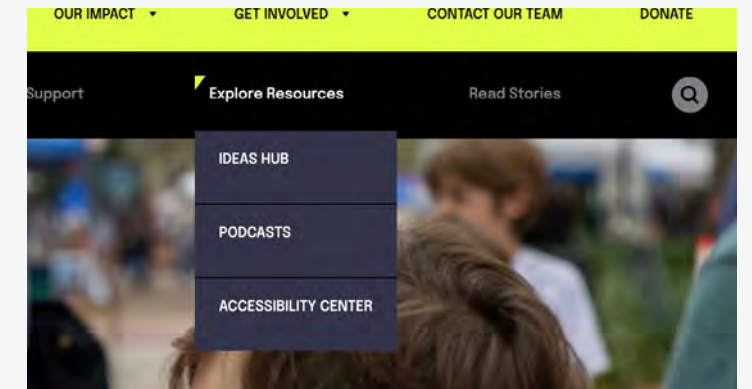 OUR IMPACT GET INVOLVED CONTACT OUR TEAM DONATE
Support Explore Resources Read Stories
IDEAS HUB
PODCASTS
ACCESSIBILITY CENTER